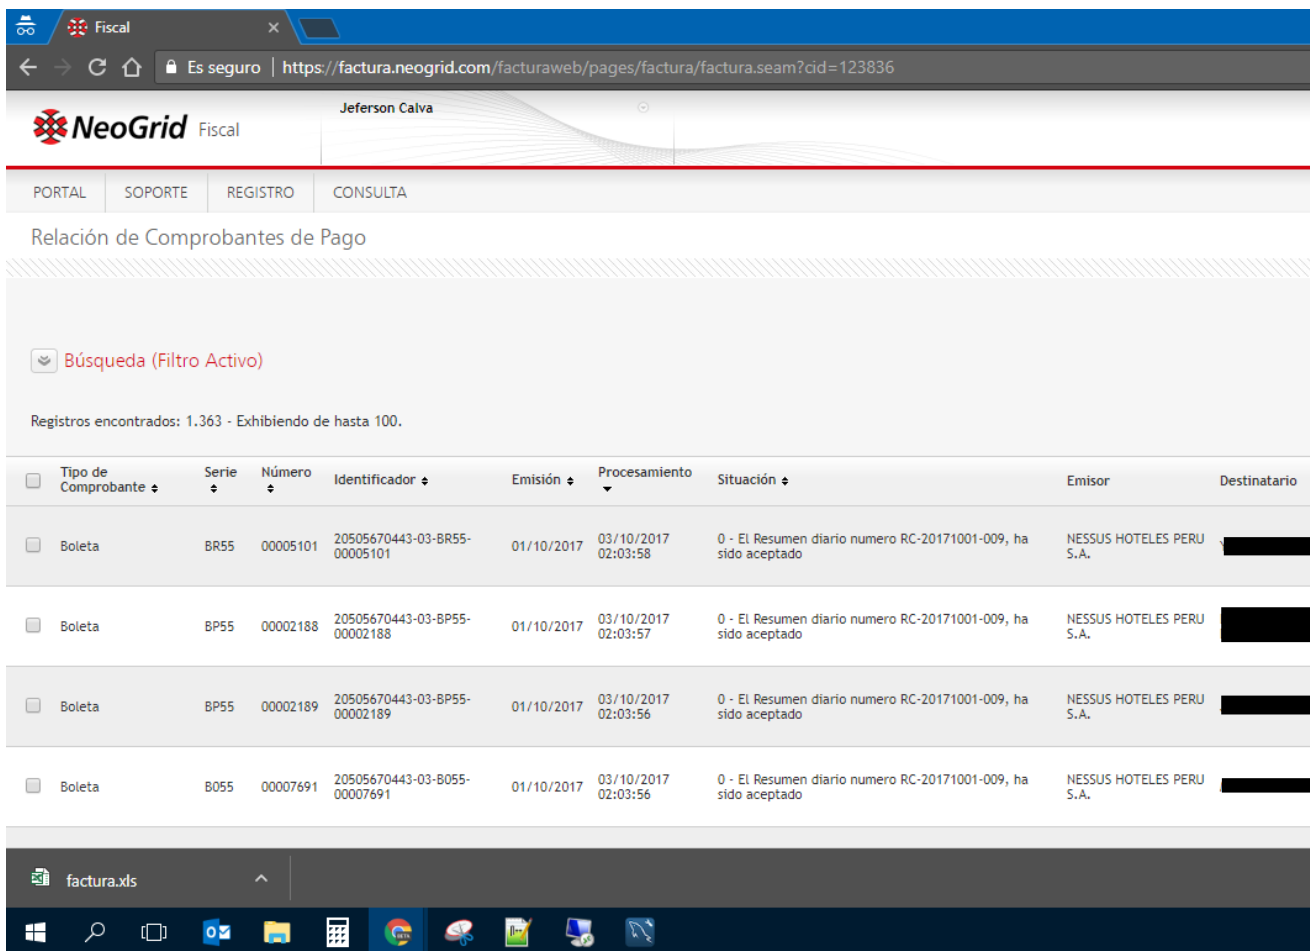 Fiscal
Es seguro | https://factura.neogrid.com/facturaweb/pages/factura/factura.seam?cid=123836
NeoGrid Fiscal
Jeferson Calva
PORTAL SOPORTE REGISTRO CONSULTA
Relación de Comprobantes de Pago
Búsqueda (Filtro Activo)
Registros encontrados: 1.363 - Exhibiendo de hasta 100.
Tipo de Comprobante Serie Número Identificador Emisión Procesamiento Situación Emisor Destinatario
Boleta BR55 00005101 20505670443-03-BR55-00005101 01/10/2017 03/10/2017 02:03:58 0 - El Resumen diario numero RC-20171001-009, ha sido aceptado NESSUS HOTELES PERU S.A.
Boleta BP55 00002188 20505670443-03-BP55-00002188 01/10/2017 03/10/2017 02:03:57 0 - El Resumen diario numero RC-20171001-009, ha sido aceptado NESSUS HOTELES PERU S.A.
Boleta BP55 00002189 20505670443-03-BP55-00002189 01/10/2017 03/10/2017 02:03:56 0 - El Resumen diario numero RC-20171001-009, ha sido aceptado NESSUS HOTELES PERU S.A.
Boleta B055 00007691 20505670443-03-B055-00007691 01/10/2017 03/10/2017 02:03:56 0 - El Resumen diario numero RC-20171001-009, ha sido aceptado NESSUS HOTELES PERU S.A.
factura.xls